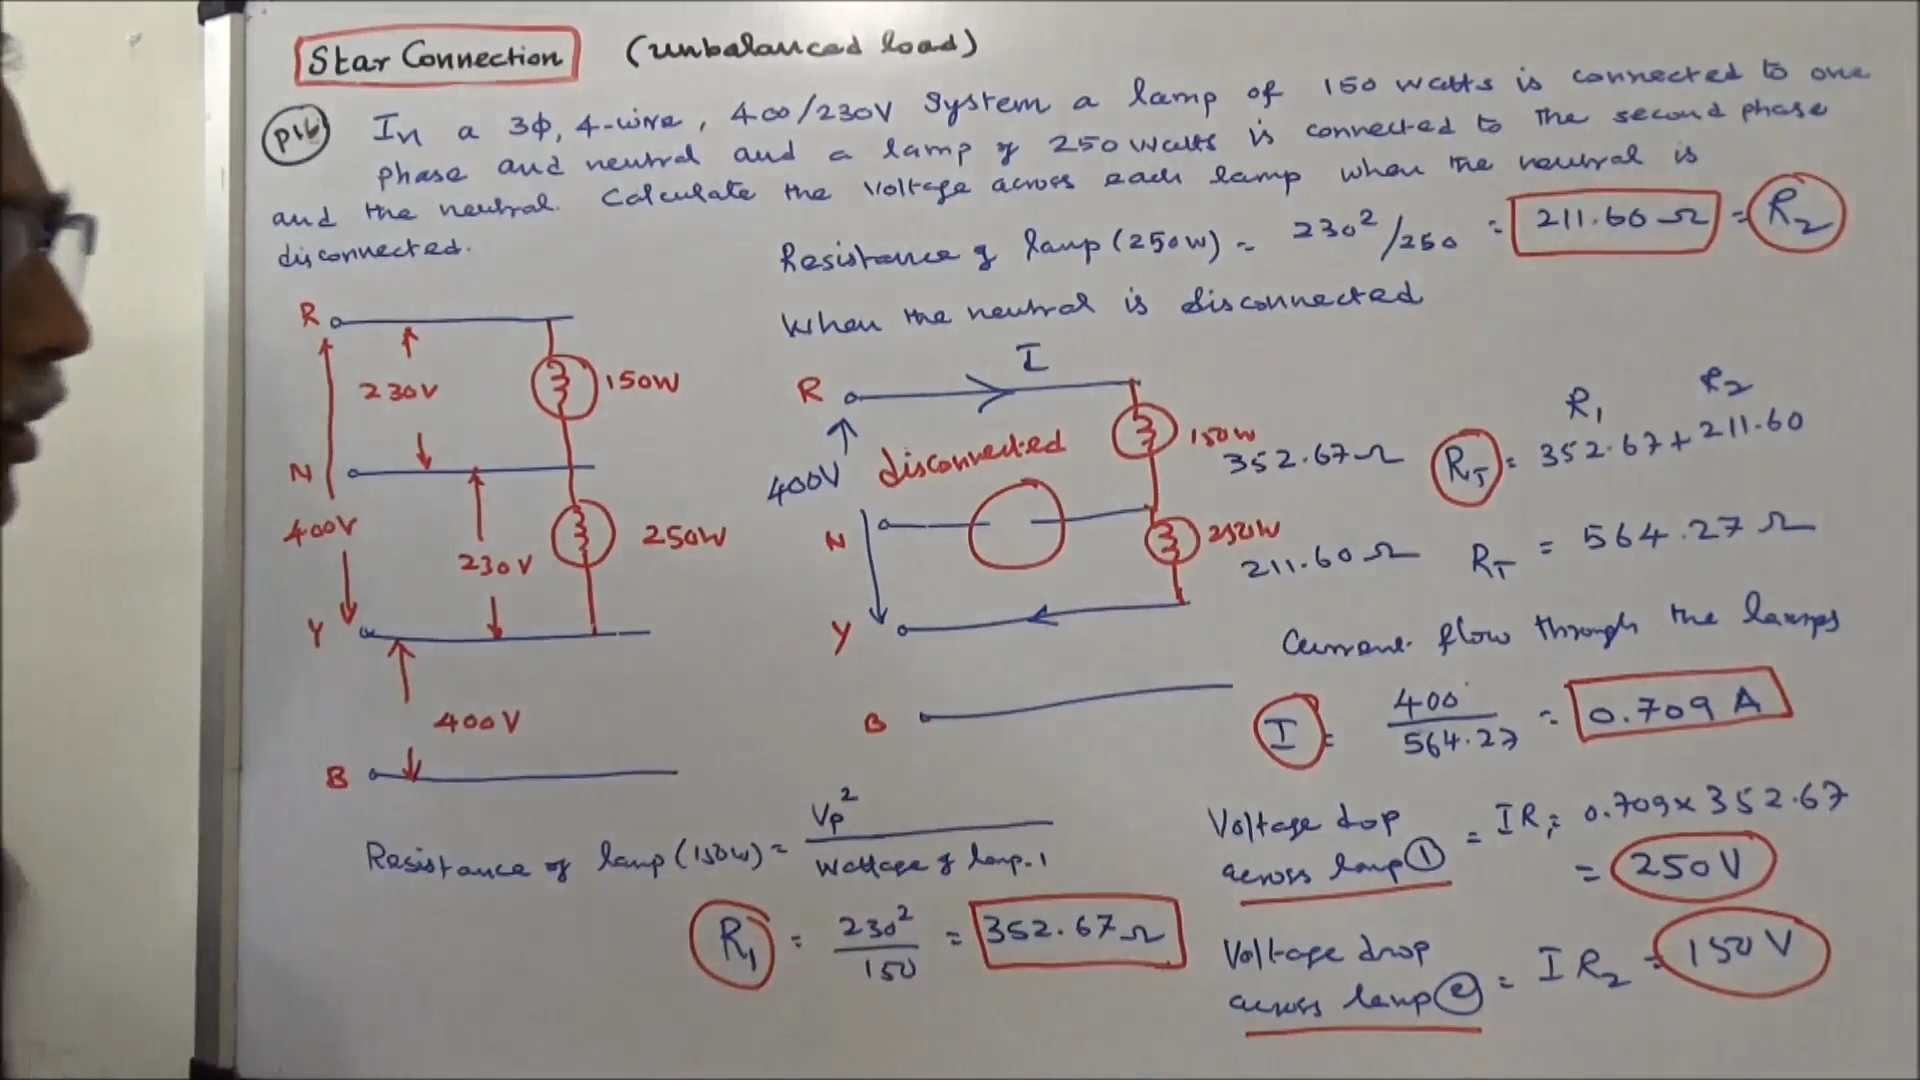 Star Connection (unbalanced load)
P16 In a 3ф, 4-wire, 400/230V System a lamp of 150 watts is connected to one
phase and neutral and a lamp of 250 watts is connected to the second phase
and the neutral. Calculate the voltage across each lamp when the neutral is
disconnected.
Resistance of lamp (250W) = 230²/250 = 211.60 Ω = R₂
When the neutral is disconnected
R
230V
150W
N
400V
230V
250W
Y
400V
B
I
R
400V
disconnected
150W
352.67 Ω
N
250W
211.60 Ω
Y
B
R₁ R₂
R_T = 352.67 + 211.60
R_T = 564.27 Ω
Current flow through the lamps
I = 400 / 564.27 = 0.709 A
Resistance of lamp (150W) = Vp² / Wattage of lamp-1
R₁ = 230² / 150 = 352.67 Ω
Voltage drop
across lamp ① = IR₁ = 0.709 × 352.67
= 250V
Voltage drop
across lamp ② = IR₂ = 150V